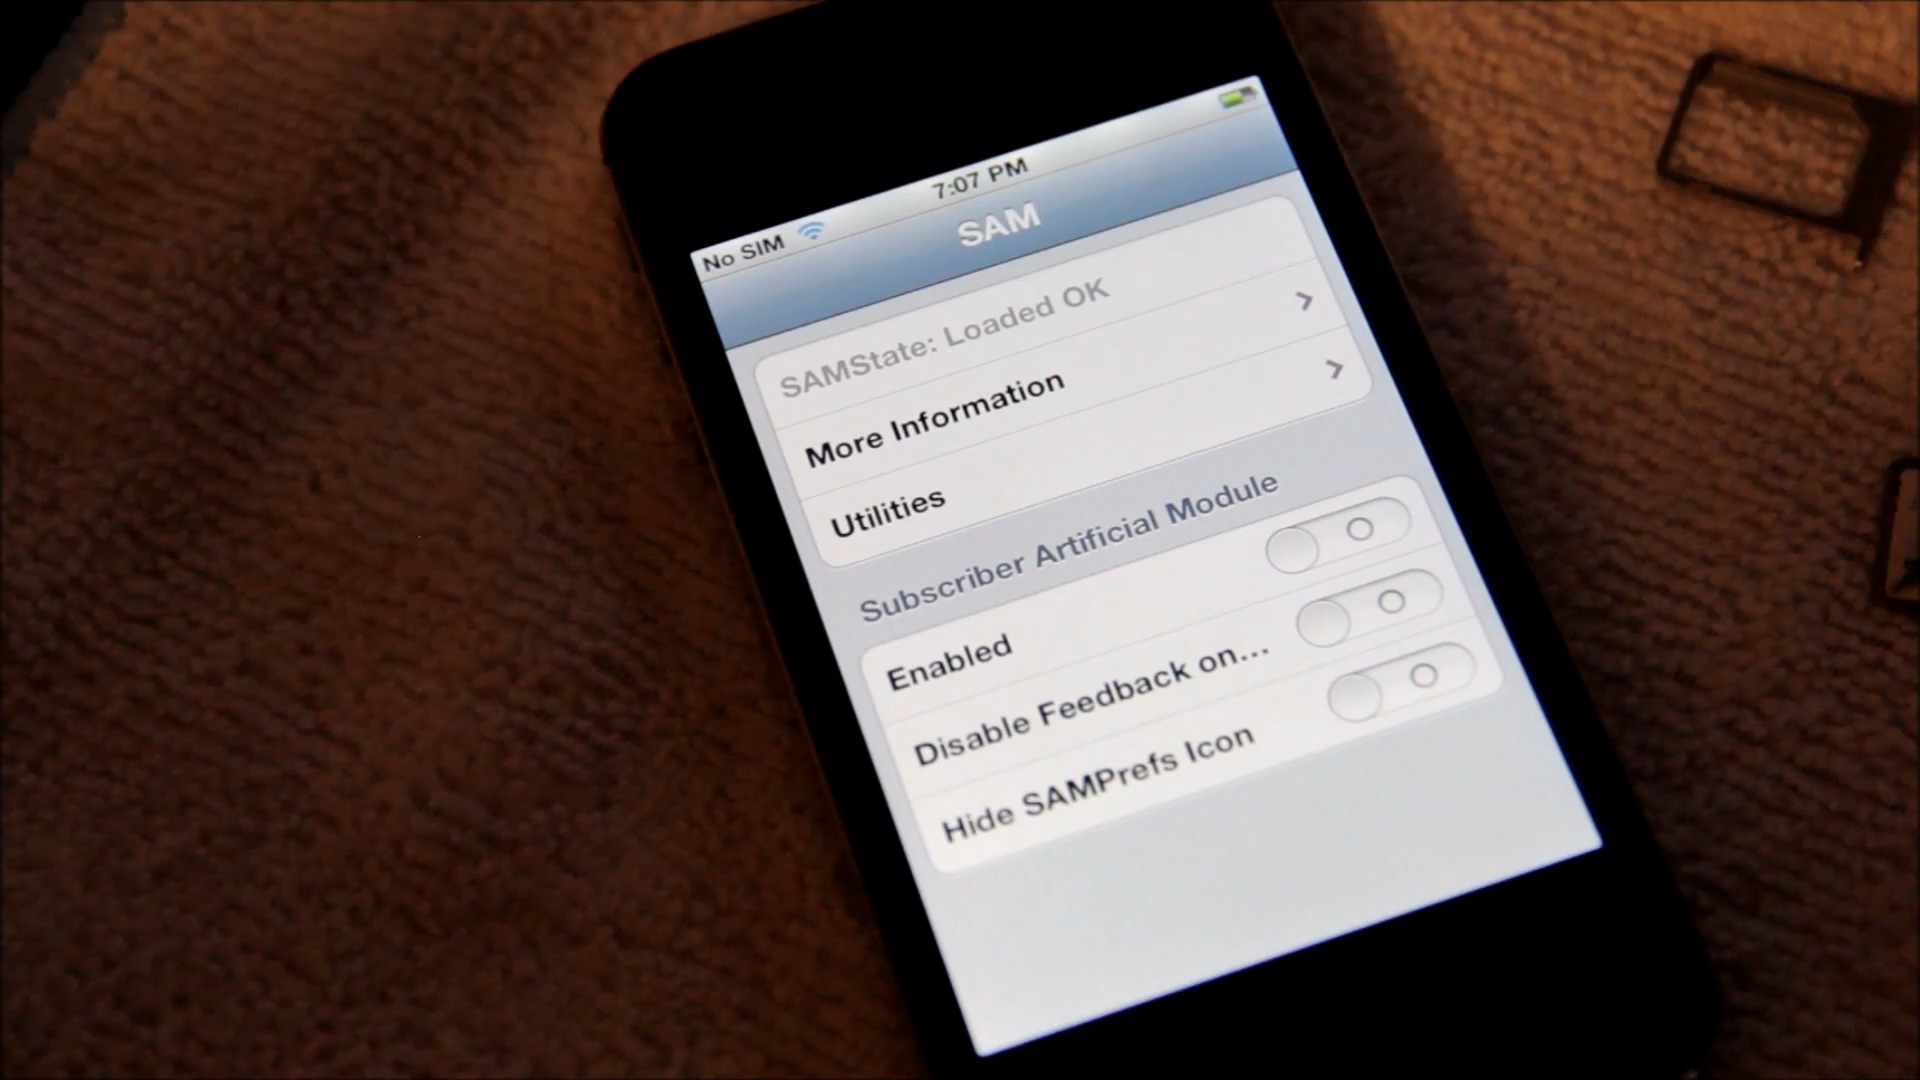 No SIM 7:07 PM
SAM
SAMState: Loaded OK
More Information
Utilities
Subscriber Artificial Module
Enabled
Disable Feedback on...
Hide SAMPrefs Icon